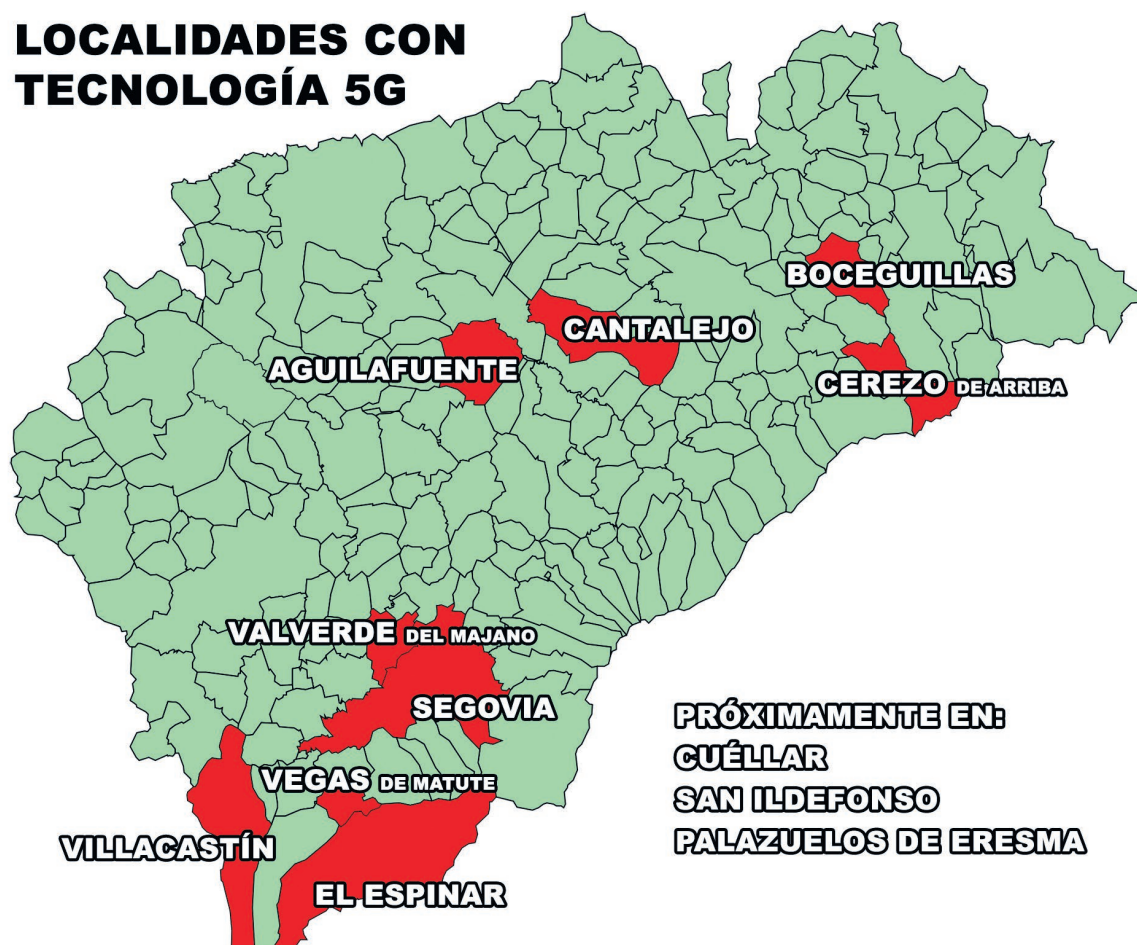 LOCALIDADES CON
TECNOLOGÍA 5G
BOCEGUILLAS
CANTALEJO
AGUILAFUENTE
CEREZO DE ARRIBA
VALVERDE DEL MAJANO
SEGOVIA
VEGAS DE MATUTE
VILLACASTÍN
EL ESPINAR
PRÓXIMAMENTE EN:
CUÉLLAR
SAN ILDEFONSO
PALAZUELOS DE ERESMA